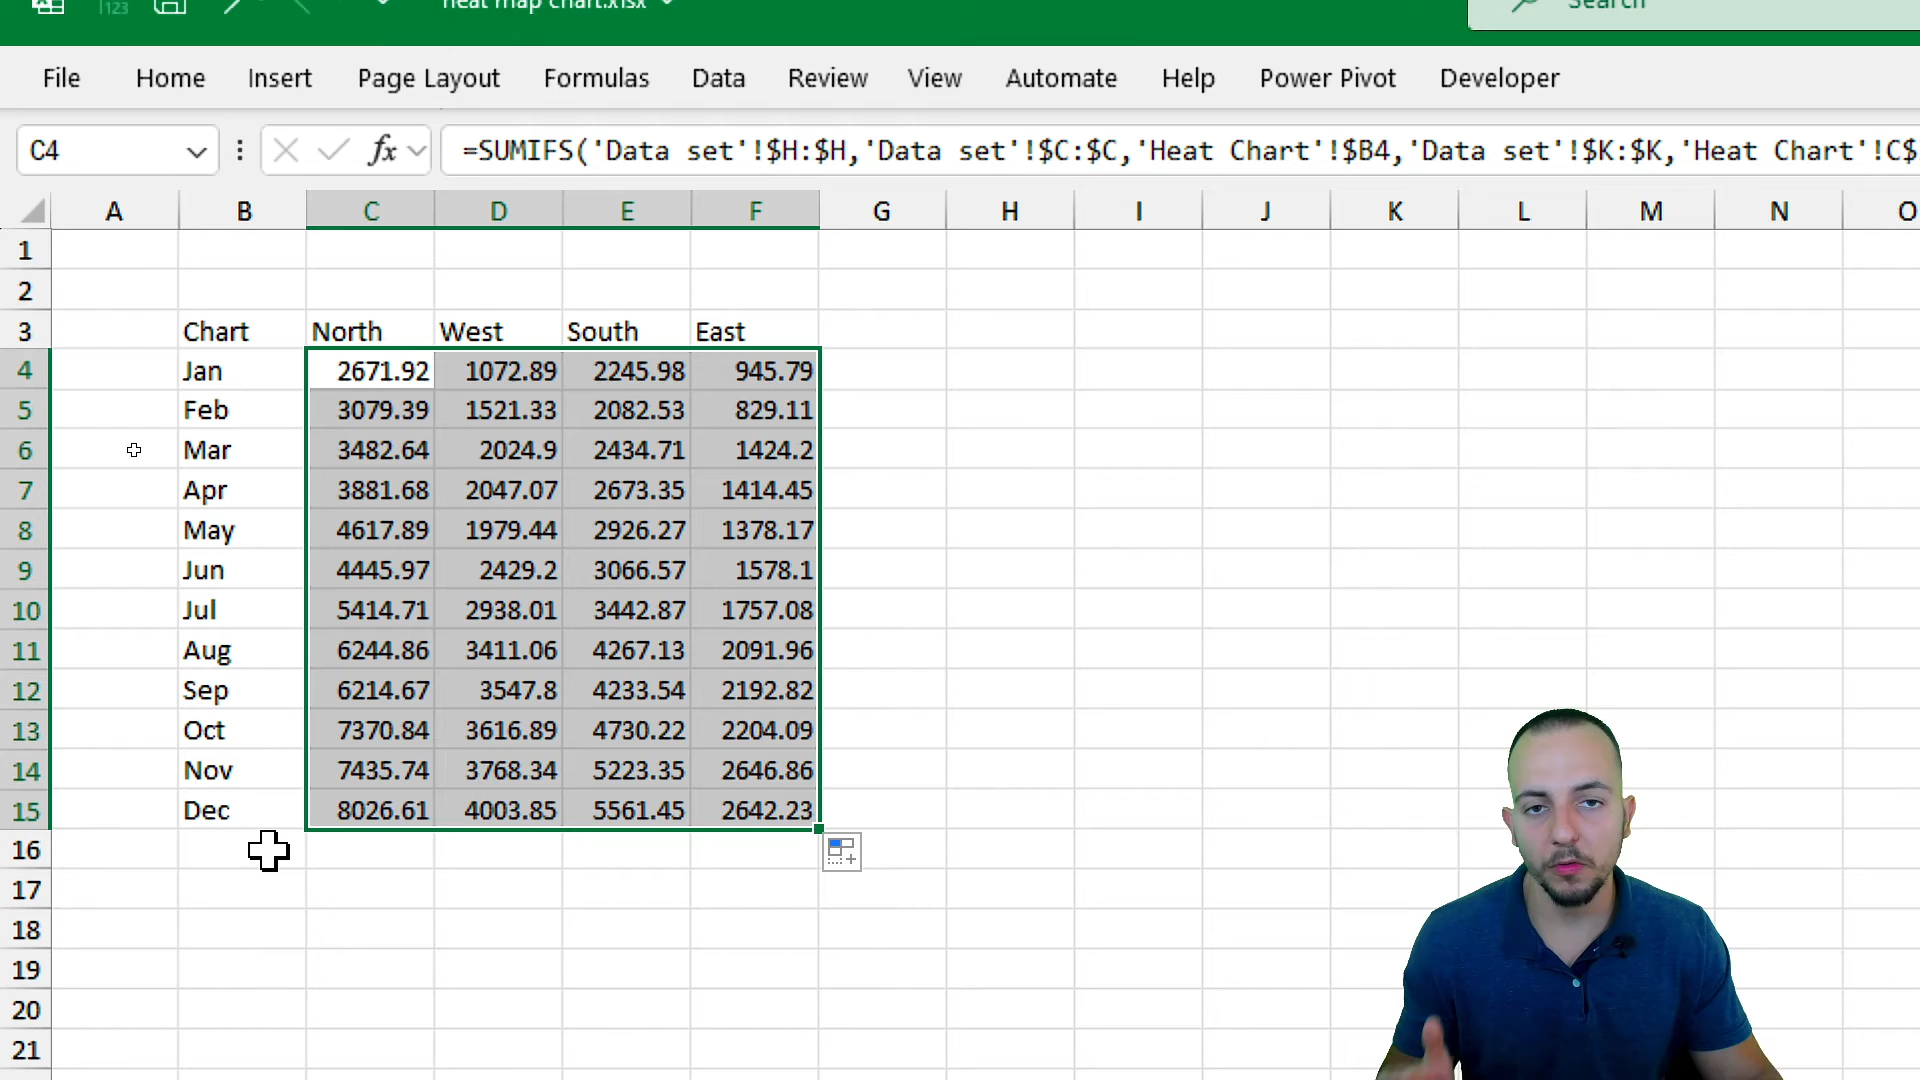 123 heat map chart.xlsx Search
File Home Insert Page Layout Formulas Data Review View Automate Help Power Pivot Developer
C4 fx =SUMIFS('Data set'!$H:$H,'Data set'!$C:$C,'Heat Chart'!$B4,'Data set'!$K:$K,'Heat Chart'!C$
A B C D E F G H I J K L M N O
1
2
3 Chart North West South East
4 Jan 2671.92 1072.89 2245.98 945.79
5 Feb 3079.39 1521.33 2082.53 829.11
6 Mar 3482.64 2024.9 2434.71 1424.2
7 Apr 3881.68 2047.07 2673.35 1414.45
8 May 4617.89 1979.44 2926.27 1378.17
9 Jun 4445.97 2429.2 3066.57 1578.1
10 Jul 5414.71 2938.01 3442.87 1757.08
11 Aug 6244.86 3411.06 4267.13 2091.96
12 Sep 6214.67 3547.8 4233.54 2192.82
13 Oct 7370.84 3616.89 4730.22 2204.09
14 Nov 7435.74 3768.34 5223.35 2646.86
15 Dec 8026.61 4003.85 5561.45 2642.23
16
17
18
19
20
21